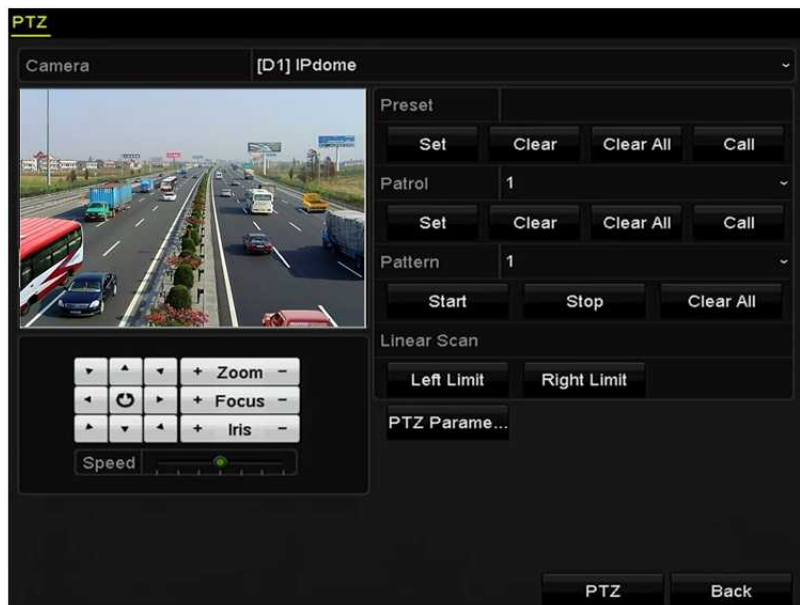 PTZ
Camera [D1] IPdome
Preset
Set Clear Clear All Call
Patrol 1
Set Clear Clear All Call
Pattern 1
Start Stop Clear All
Linear Scan
Left Limit Right Limit
PTZ Parame...
+ Zoom −
+ Focus −
+ Iris −
Speed
PTZ Back